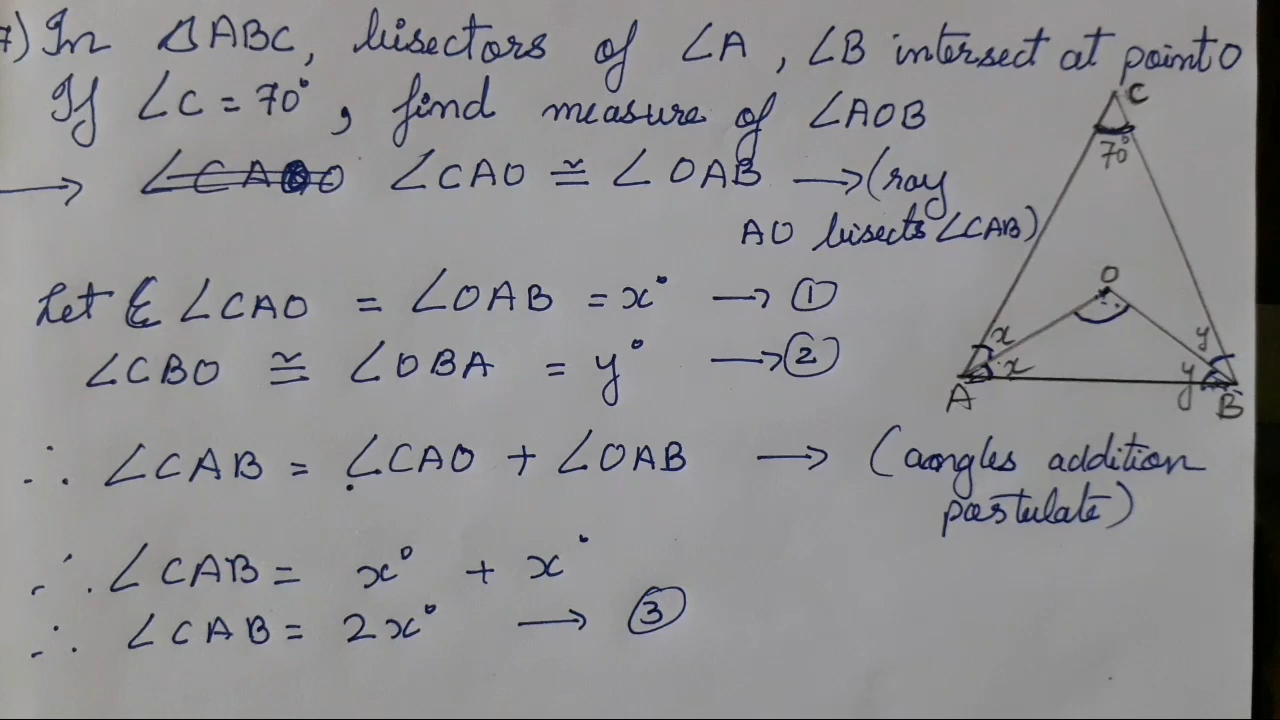 7) In △ABC, bisectors of ∠A, ∠B intersect at point O
If ∠C = 70°, find measure of ∠AOB
→ ∠CAO ∠CAO ≅ ∠OAB → (ray
AO bisects ∠CAB)
Let ∠CAO = ∠OAB = x° → ①
∠CBO ≅ ∠OBA = y° → ②
∴ ∠CAB = ∠CAO + ∠OAB → (angles addition
postulate)
∴ ∠CAB = x° + x°
∴ ∠CAB = 2x° → ③
C
70°
O
x
x
y
y
A
B